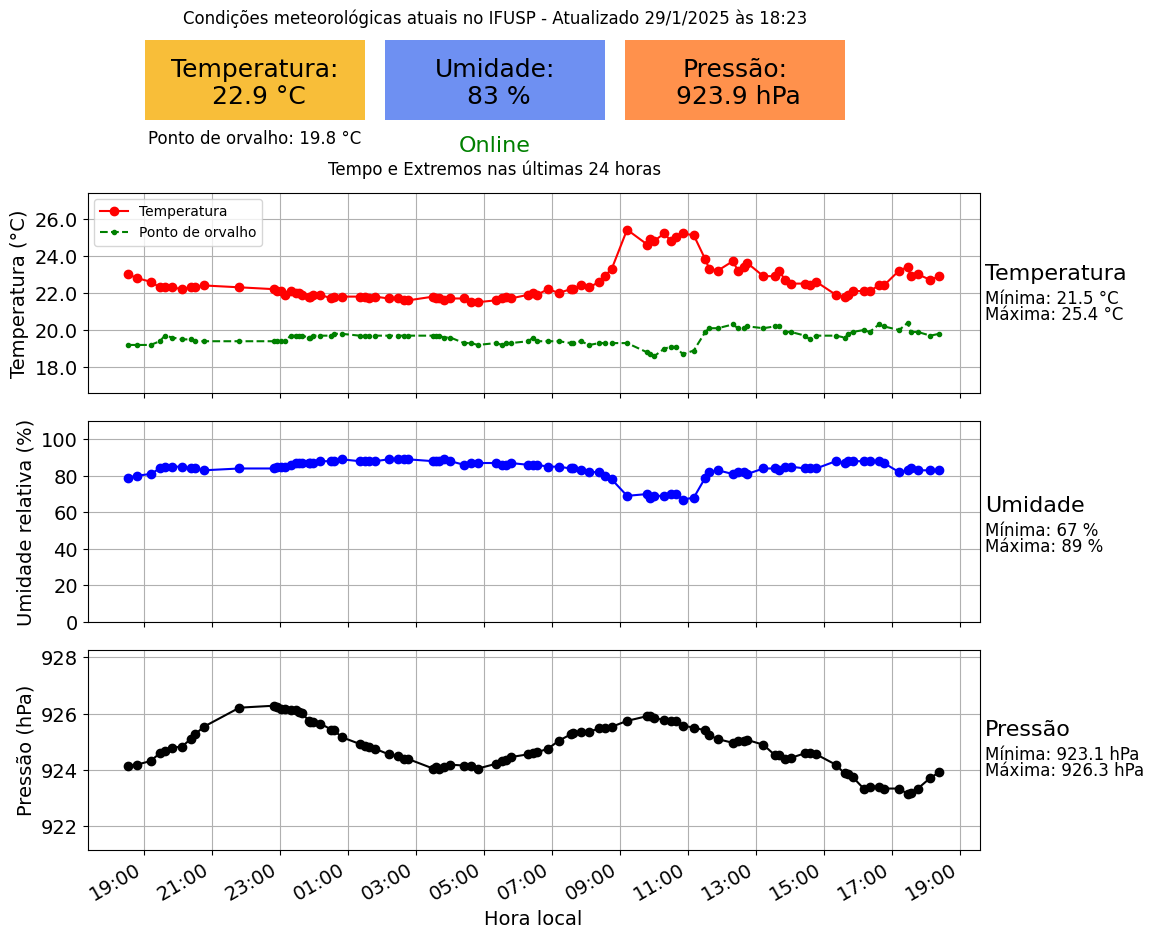 Condições meteorológicas atuais no IFUSP - Atualizado 29/1/2025 às 18:23
Temperatura:
22.9 °C
Umidade:
83 %
Pressão:
923.9 hPa
Ponto de orvalho: 19.8 °C
Online
Tempo e Extremos nas últimas 24 horas
Temperatura (°C)
26.0
24.0
22.0
20.0
18.0
Temperatura
Ponto de orvalho
Temperatura
Mínima: 21.5 °C
Máxima: 25.4 °C
Umidade relativa (%)
100
80
60
40
20
0
Umidade
Mínima: 67 %
Máxima: 89 %
Pressão (hPa)
928
926
924
922
Pressão
Mínima: 923.1 hPa
Máxima: 926.3 hPa
19:00 21:00 23:00 01:00 03:00 05:00 07:00 09:00 11:00 13:00 15:00 17:00 19:00
Hora local